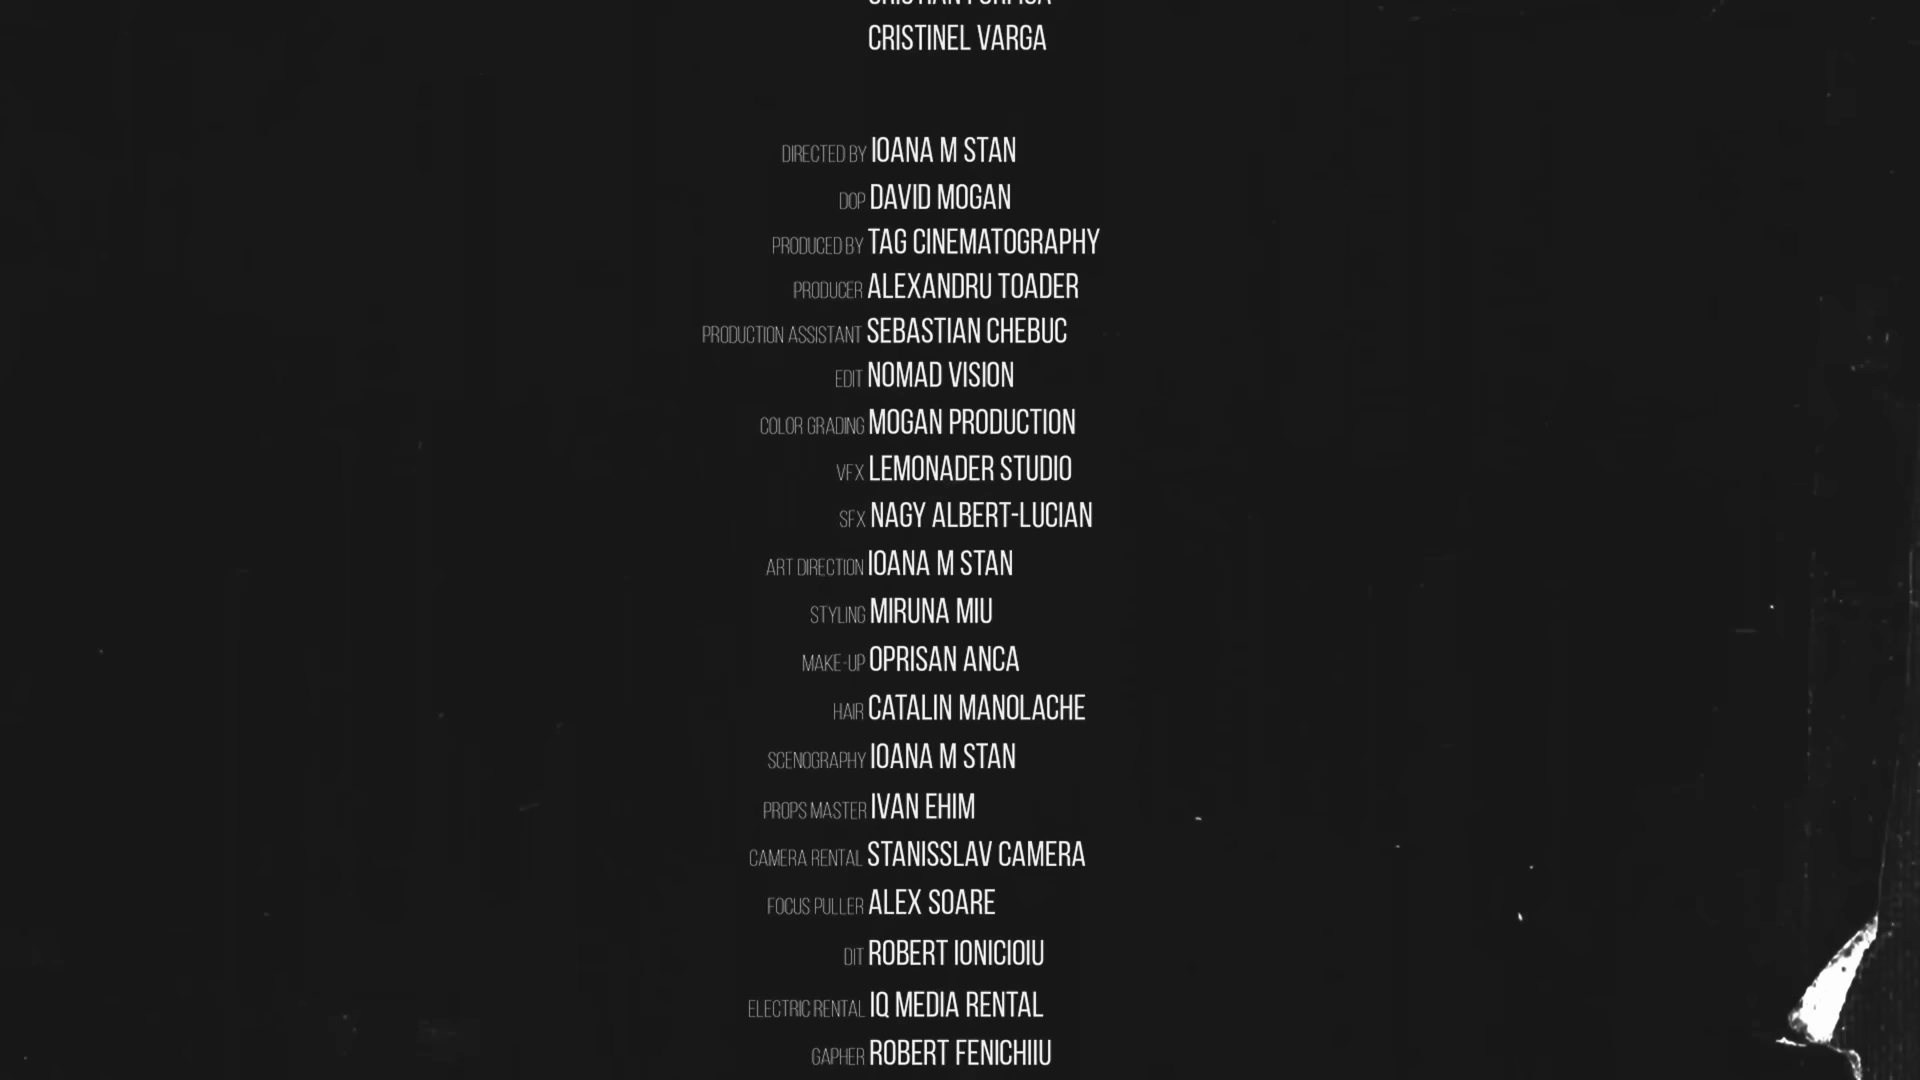 CRISTINEL VARGA
DIRECTED BY IOANA M STAN
DOP DAVID MOGAN
PRODUCED BY TAG CINEMATOGRAPHY
PRODUCER ALEXANDRU TOADER
PRODUCTION ASSISTANT SEBASTIAN CHEBUC
EDIT NOMAD VISION
COLOR GRADING MOGAN PRODUCTION
VFX LEMONADER STUDIO
SFX NAGY ALBERT-LUCIAN
ART DIRECTION IOANA M STAN
STYLING MIRUNA MIU
MAKE-UP OPRISAN ANCA
HAIR CATALIN MANOLACHE
SCENOGRAPHY IOANA M STAN
PROPS MASTER IVAN EHIM
CAMERA RENTAL STANISSLAV CAMERA
FOCUS PULLER ALEX SOARE
DIT ROBERT IONICIOIU
ELECTRIC RENTAL IQ MEDIA RENTAL
GAPHER ROBERT FENICHIIU